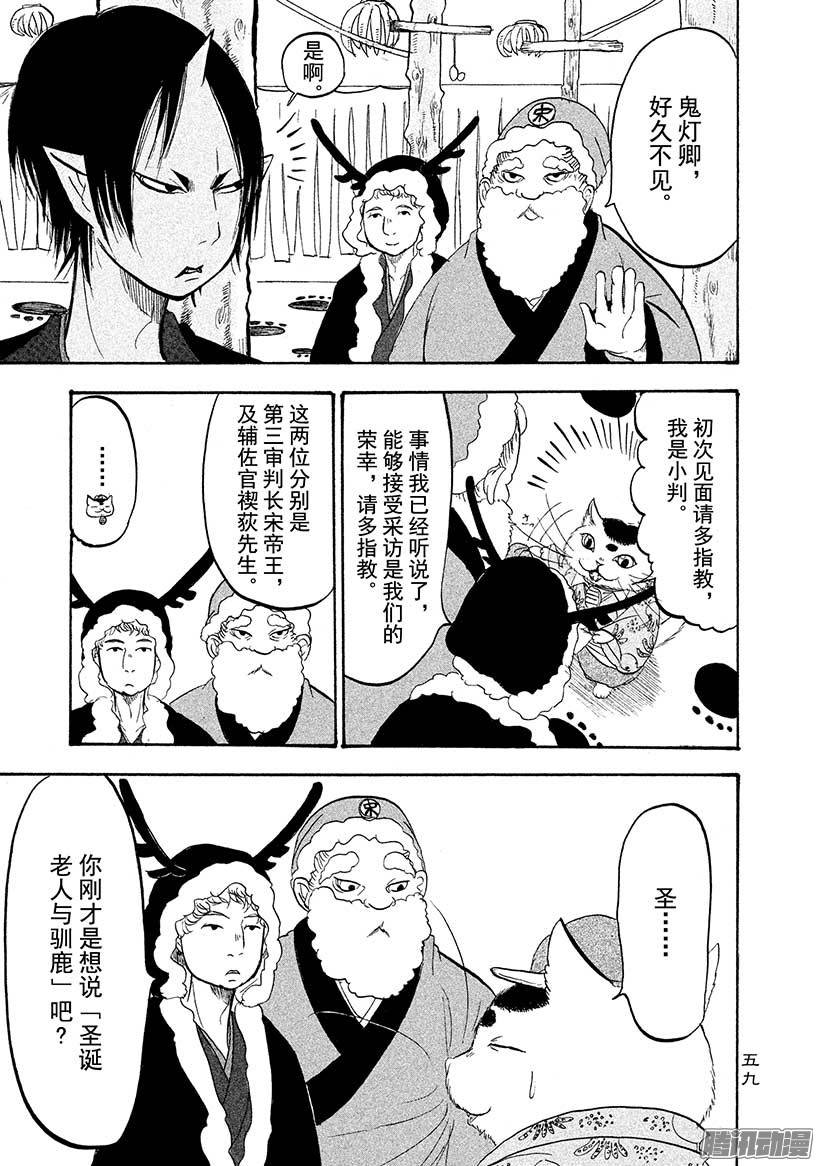 鬼灯卿，
好久不见。
宋
是啊。
初次见面请多指教，
我是小判。
事情我已经听说了，
能够接受采访是我们的
荣幸，请多指教。
这两位分别是
第三审判长宋帝王，
及辅佐官禊荻先生。
……
圣……
宋
你刚才是想说「圣诞
老人与驯鹿」吧？
五九
腾讯动漫